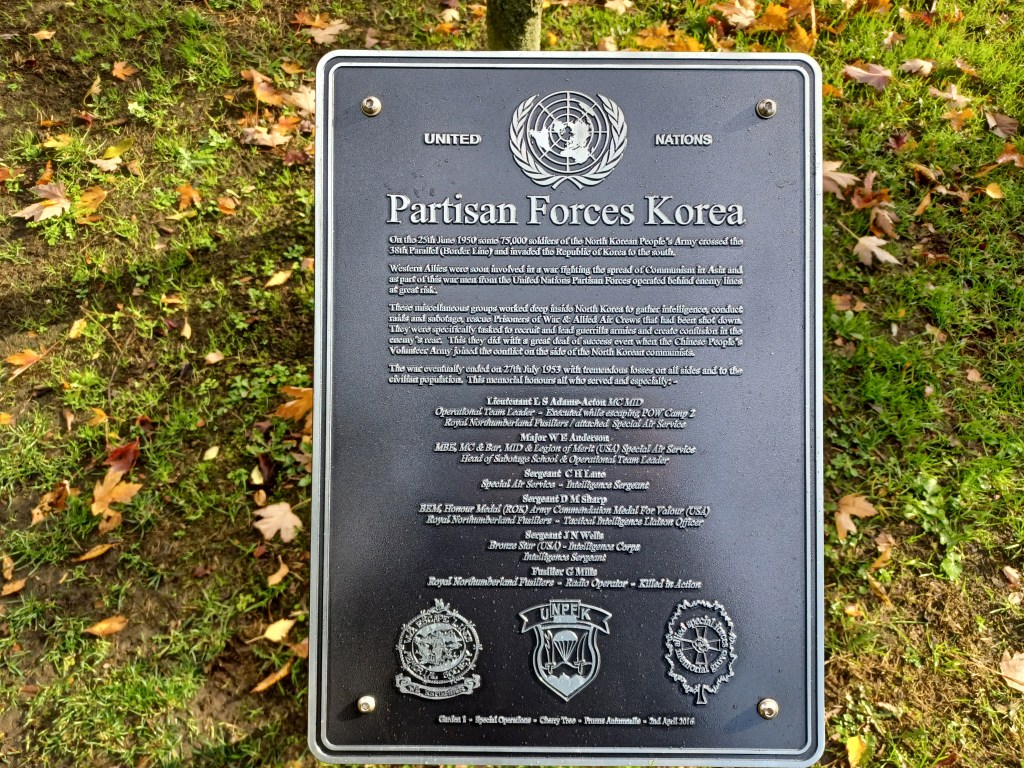 UNITED NATIONS
Partisan Forces Korea
On the 25th June 1950 some 75,000 soldiers of the North Korean People's Army crossed the
38th Parallel (Border Line) and invaded the Republic of Korea to the south.
Western Allies were soon involved in a war fighting the spread of Communism in Asia and
as part of this war men from the United Nations Partisan Forces operated behind enemy lines
at great risk.
These miscellaneous groups worked deep inside North Korea to gather intelligence, conduct
raids and sabotage, rescue Prisoners of War & Allied Air Crews that had been shot down.
They were specifically tasked to recruit and lead guerrilla armies and create confusion in the
enemy's rear. This they did with a great deal of success even when the Chinese People's
Volunteer Army joined the conflict on the side of the North Korean communists.
The war eventually ended on 27th July 1953 with tremendous losses on all sides and to the
civilian population. This memorial honours all who served and especially: -
Lieutenant L S Adams-Acton MC MID
Operational Team Leader - Executed while escaping POW Camp 2
Royal Northumberland Fusiliers / attached Special Air Service
Major W E Anderson
MBE, MC & Bar, MID & Legion of Merit (USA) Special Air Service
Head of Sabotage School & Operational Team Leader
Sergeant C H Lane
Special Air Service - Intelligence Sergeant
Sergeant D M Sharp
BEM, Honour Medal (ROK) Army Commendation Medal For Valour (USA)
Royal Northumberland Fusiliers - Tactical Intelligence Liaison Officer
Sergeant J N Wells
Bronze Star (USA) - Intelligence Corps
Intelligence Sergeant
Fusilier G Mills
Royal Northumberland Fusiliers - Radio Operator - Killed in Action
ESCAPE LINES
SOCIETY
UNPFK
allied special forces
memorial grove
Garden 1 - Special Operations - Cherry Tree - Prunus Autumnalis - 2nd April 2016